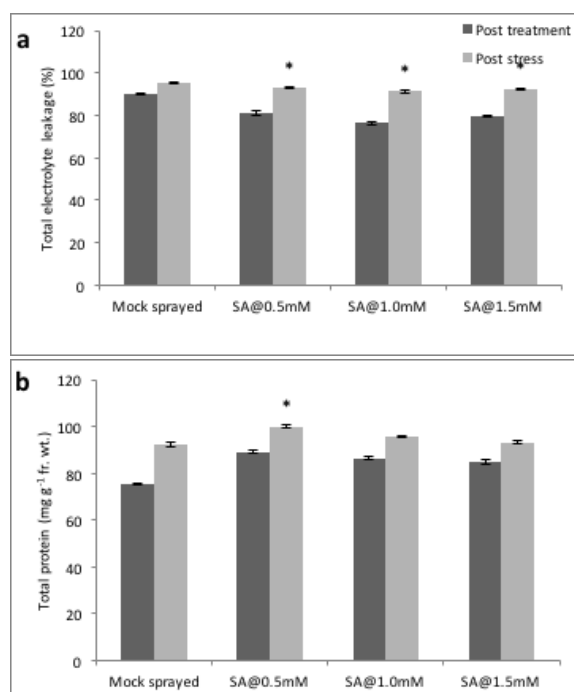 a
Total electrolyte leakage (%)
120
100
80
60
40
20
0
Post treatment
Post stress
*
*
*
Mock sprayed
SA@0.5mM
SA@1.0mM
SA@1.5mM
b
Total protein (mg g⁻¹ fr. wt.)
120
100
80
60
40
20
0
*
Mock sprayed
SA@0.5mM
SA@1.0mM
SA@1.5mM